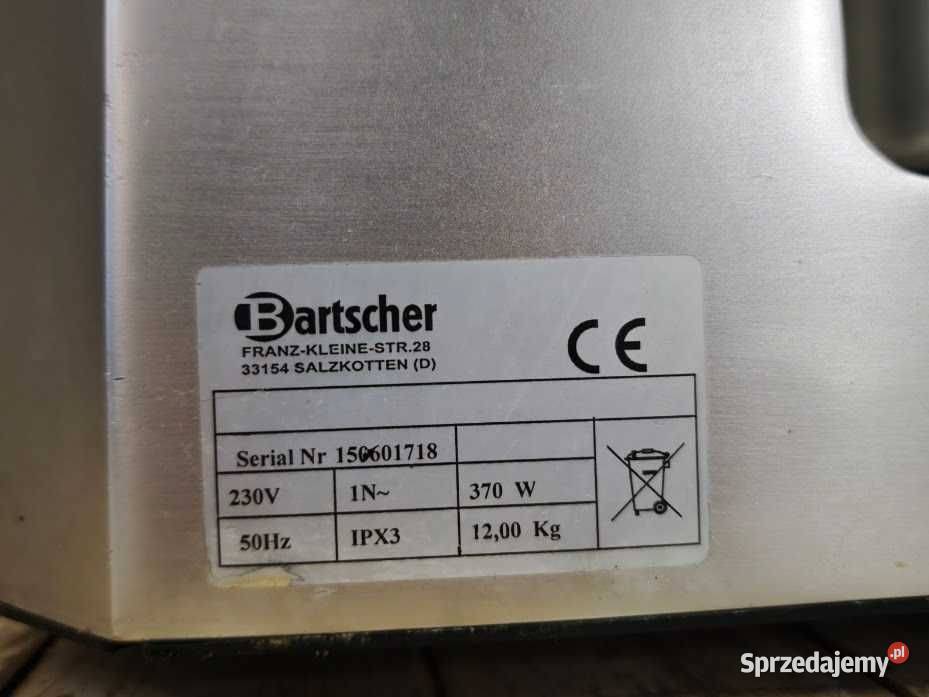 Bartscher
FRANZ-KLEINE-STR.28
33154 SALZKOTTEN (D)
CE
Serial Nr 150601718
230V 1N~ 370 W
50Hz IPX3 12,00 Kg
Sprzedajemy.pl